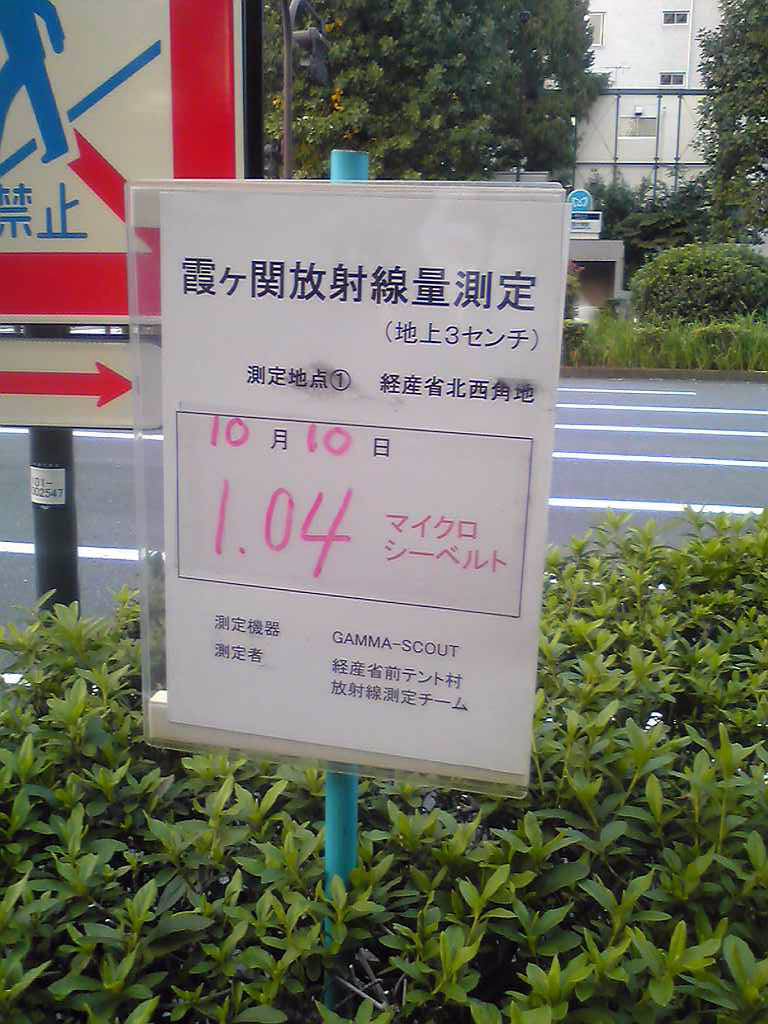 禁止
霞ヶ関放射線量測定
(地上3センチ)
測定地点① 経産省北西角地
10月10日
1.04 マイクロ
シーベルト
01-
002547
測定機器 GAMMA-SCOUT
測定者 経産省前テント村
放射線測定チーム